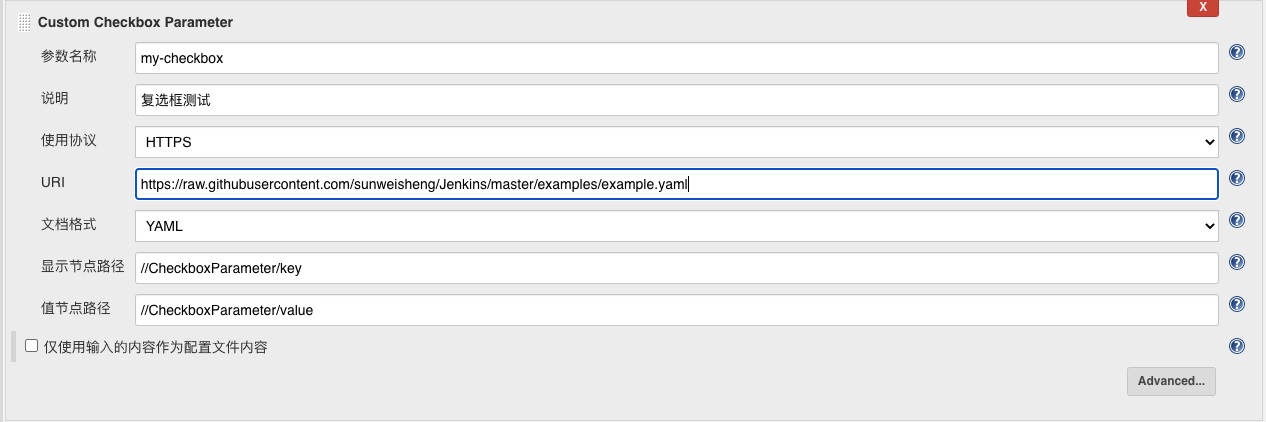 X
Custom Checkbox Parameter
参数名称 my-checkbox
说明 复选框测试
使用协议 HTTPS
URI https://raw.githubusercontent.com/sunweisheng/Jenkins/master/examples/example.yaml
文档格式 YAML
显示节点路径 //CheckboxParameter/key
值节点路径 //CheckboxParameter/value
仅使用输入的内容作为配置文件内容
Advanced...